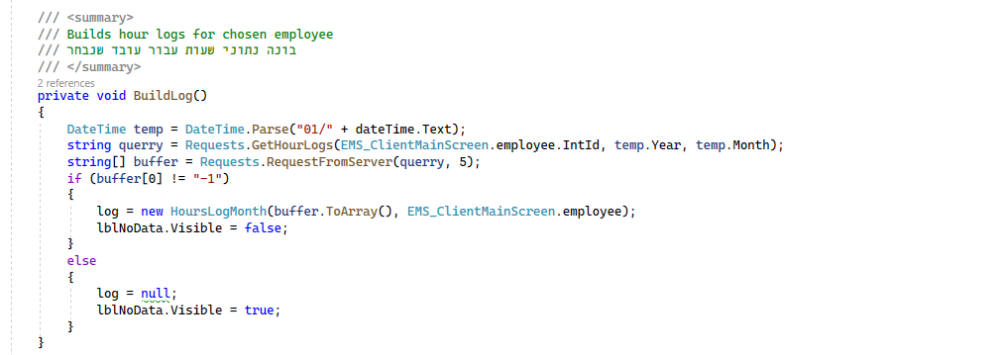 /// <summary>
/// Builds hour logs for chosen employee
/// בונה נתוני שעות עבור עובד שנבחר
/// </summary>
2 references
private void BuildLog()
{
DateTime temp = DateTime.Parse("01/" + dateTime.Text);
string querry = Requests.GetHourLogs(EMS_ClientMainScreen.employee.IntId, temp.Year, temp.Month);
string[] buffer = Requests.RequestFromServer(querry, 5);
if (buffer[0] != "-1")
{
log = new HoursLogMonth(buffer.ToArray(), EMS_ClientMainScreen.employee);
lblNoData.Visible = false;
}
else
{
log = null;
lblNoData.Visible = true;
}
}